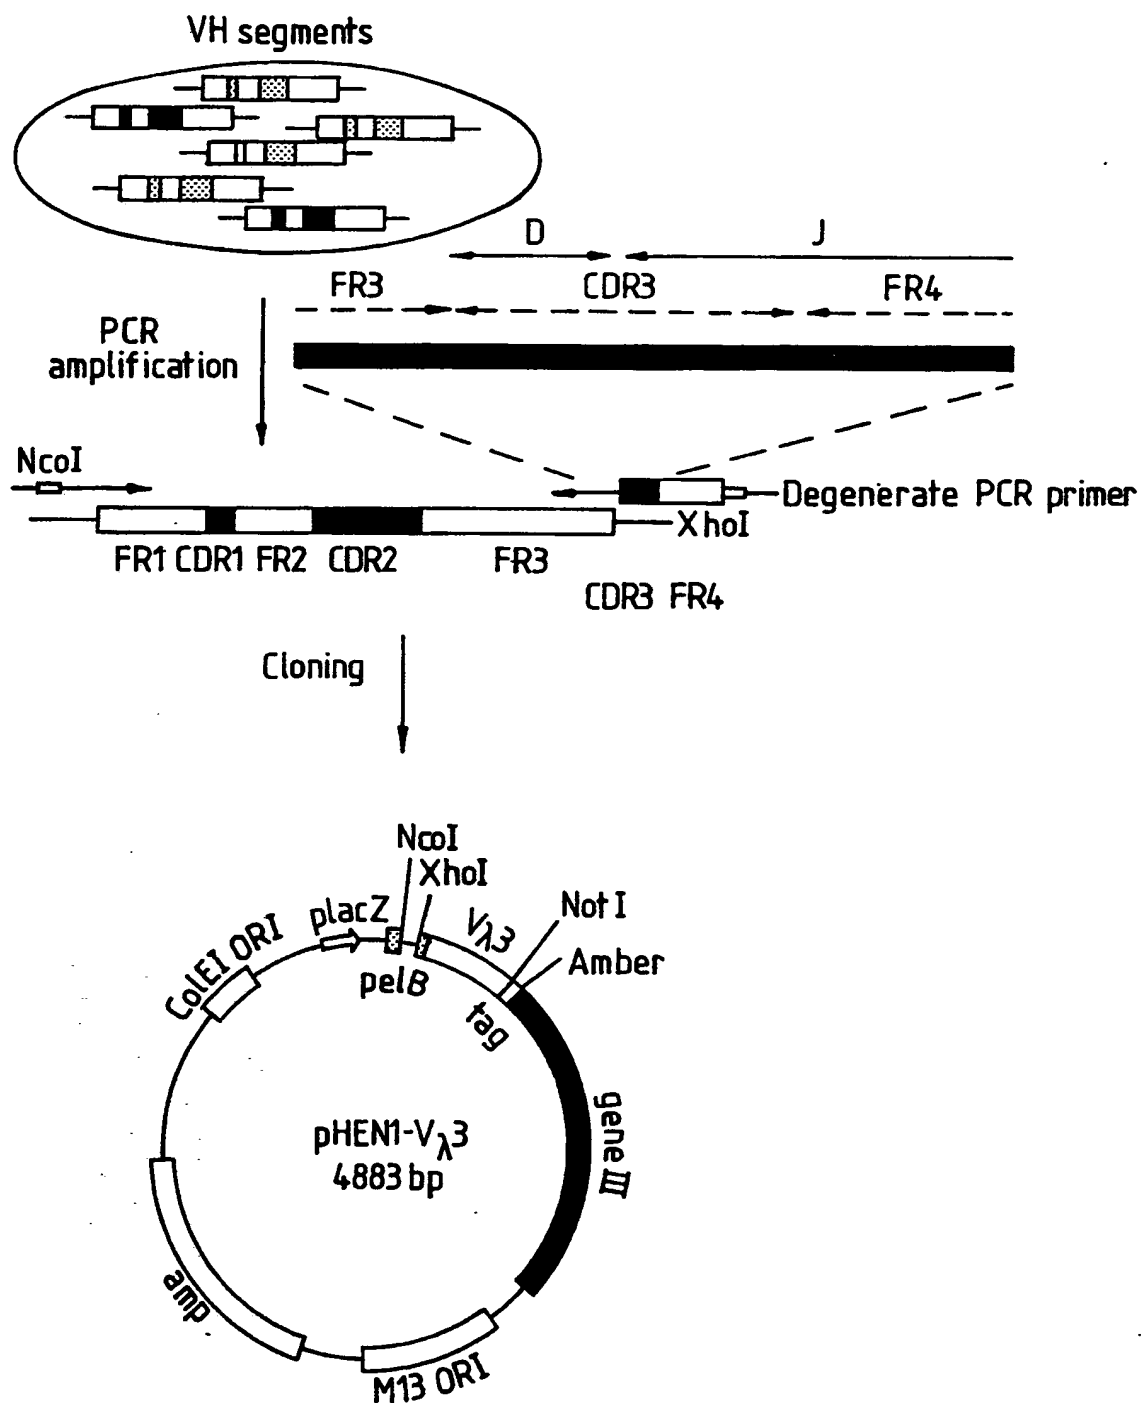 VH segments
D
J
FR3
CDR3
FR4
PCR
amplification
NcoI
Degenerate PCR primer
XhoI
FR1 CDR1 FR2 CDR2 FR3
CDR3 FR4
Cloning
NcoI
XhoI
placZ
Vλ3
Not I
Amber
ColEI ORI
pelB
tag
gene III
pHEN1-Vλ3
4883 bp
amp
M13 ORI